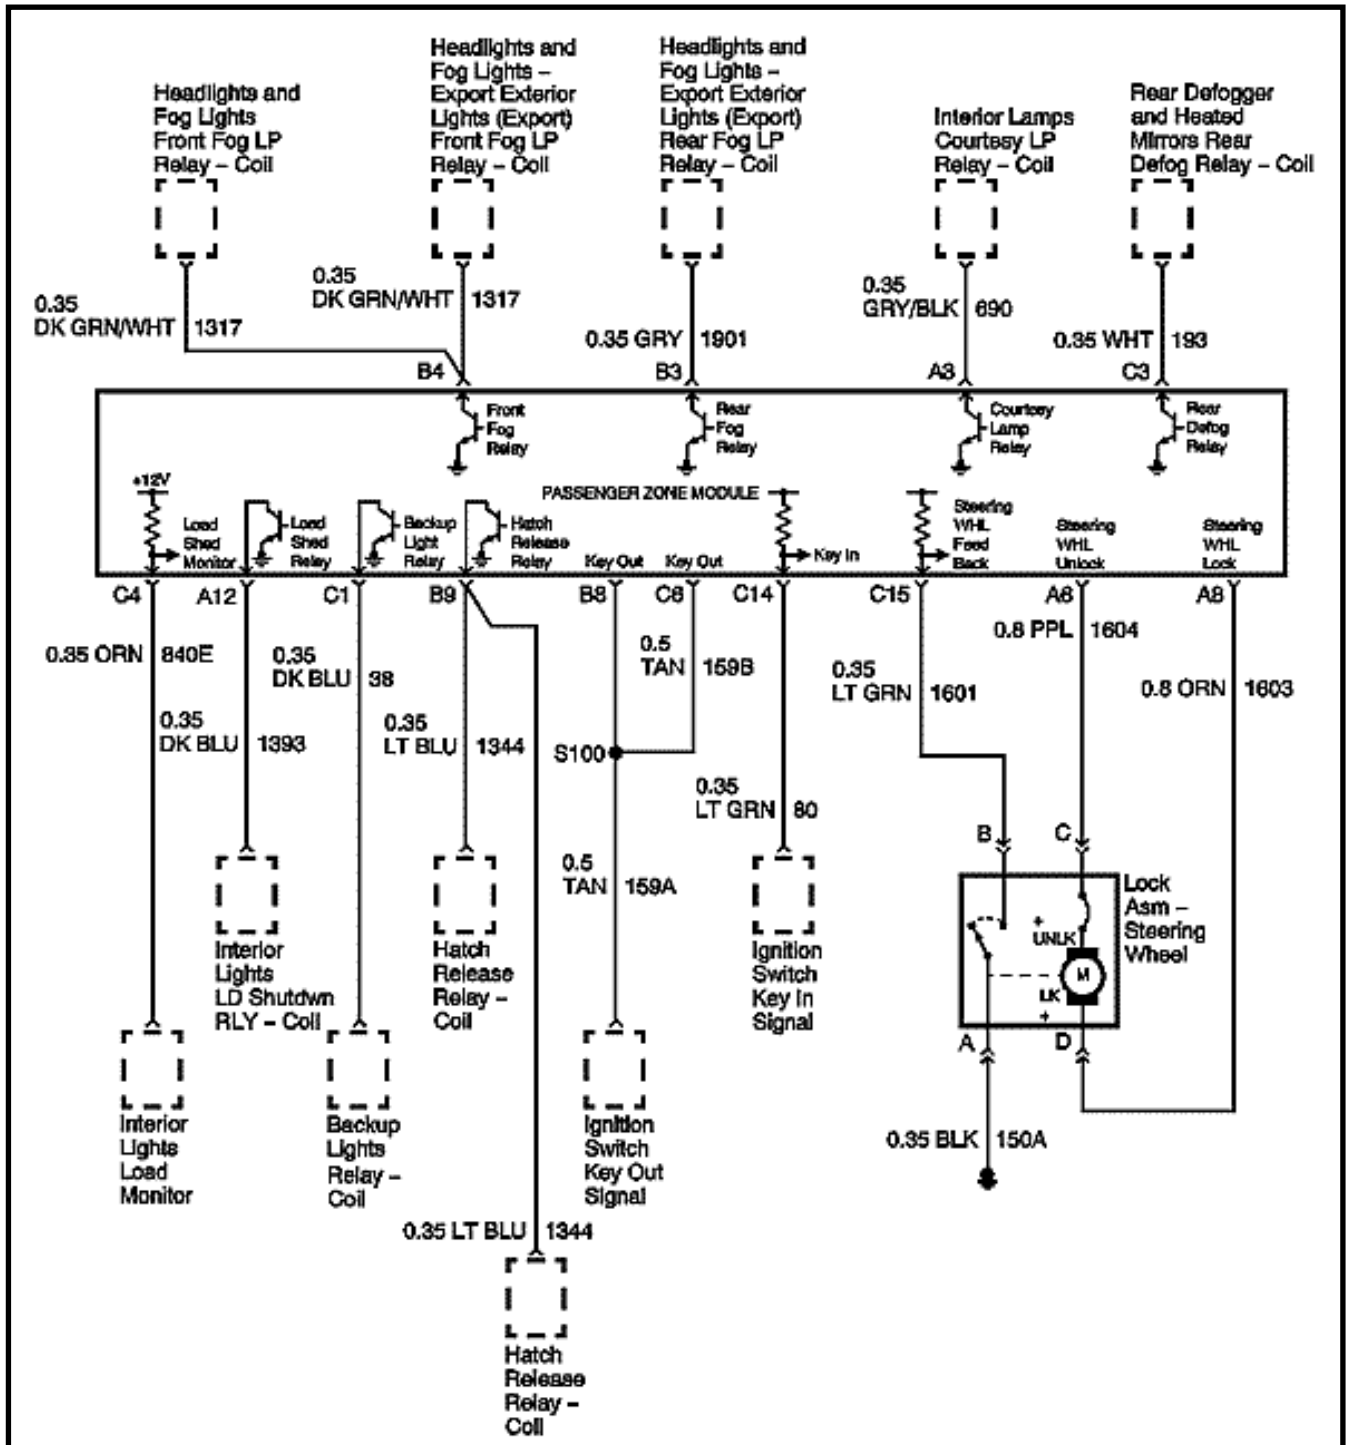 Headlights and
Fog Lights
Front Fog LP
Relay – Coil
Headlights and
Fog Lights –
Export Exterior
Lights (Export)
Front Fog LP
Relay – Coil
Headlights and
Fog Lights –
Export Exterior
Lights (Export)
Rear Fog LP
Relay – Coil
Interior Lamps
Courtesy LP
Relay – Coil
Rear Defogger
and Heated
Mirrors Rear
Defog Relay – Coil
0.35
DK GRN/WHT 1317
0.35
DK GRN/WHT 1317
0.35 GRY 1901
0.35
GRY/BLK 690
0.35 WHT 193
B4
B3
A3
C3
Front
Fog
Relay
Rear
Fog
Relay
Courtesy
Lamp
Relay
Rear
Defog
Relay
PASSENGER ZONE MODULE
+12V
Load
Shed
Monitor
Load
Shed
Relay
Backup
Light
Relay
Hatch
Release
Relay
Key Out
Key Out
Key In
Steering
WHL
Feed
Back
Steering
WHL
Unlock
Steering
WHL
Lock
C4
A12
C1
B9
B8
C6
C14
C15
A6
A8
0.35 ORN 840E
0.35
DK BLU 1393
0.35
DK BLU 38
0.35
LT BLU 1344
0.5
TAN 159B
S100
0.5
TAN 159A
0.35
LT GRN 80
0.35
LT GRN 1601
0.8 PPL 1604
0.8 ORN 1603
B
C
+
UNLK
M
LK
+
Lock
Asm –
Steering
Wheel
A
D
0.35 BLK 150A
Interior
Lights
LD Shutdwn
RLY – Coil
Hatch
Release
Relay –
Coil
Ignition
Switch
Key In
Signal
Interior
Lights
Load
Monitor
Backup
Lights
Relay –
Coil
Ignition
Switch
Key Out
Signal
0.35 LT BLU 1344
Hatch
Release
Relay –
Coil